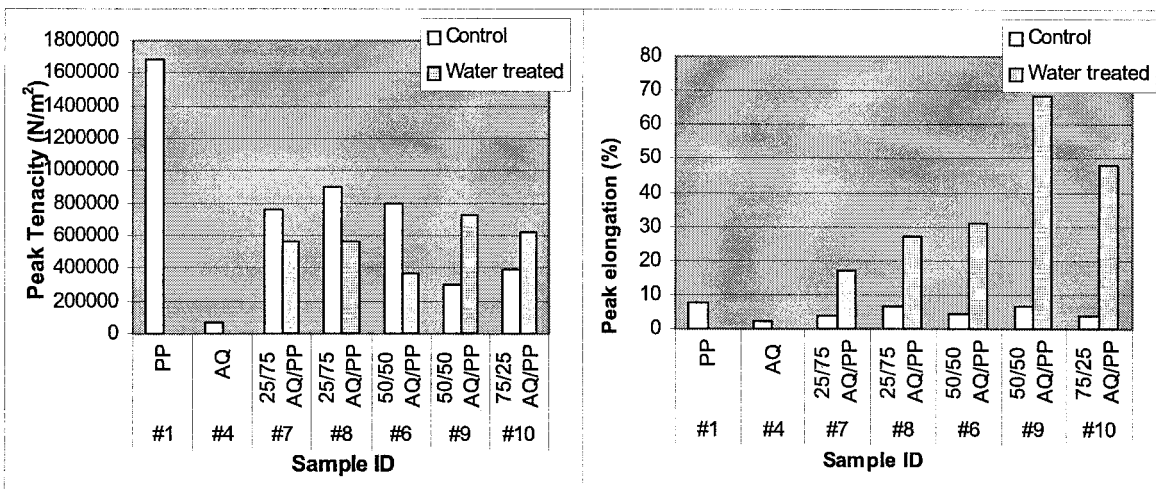 Peak Tenacity (N/m²)
1800000
1600000
1400000
1200000
1000000
800000
600000
400000
200000
0
Control
Water treated
PP
AQ
25/75 AQ/PP
25/75 AQ/PP
50/50 AQ/PP
50/50 AQ/PP
75/25 AQ/PP
#1 #4 #7 #8 #6 #9 #10
Sample ID
Peak elongation (%)
80
70
60
50
40
30
20
10
0
Control
Water treated
PP
AQ
25/75 AQ/PP
25/75 AQ/PP
50/50 AQ/PP
50/50 AQ/PP
75/25 AQ/PP
#1 #4 #7 #8 #6 #9 #10
Sample ID